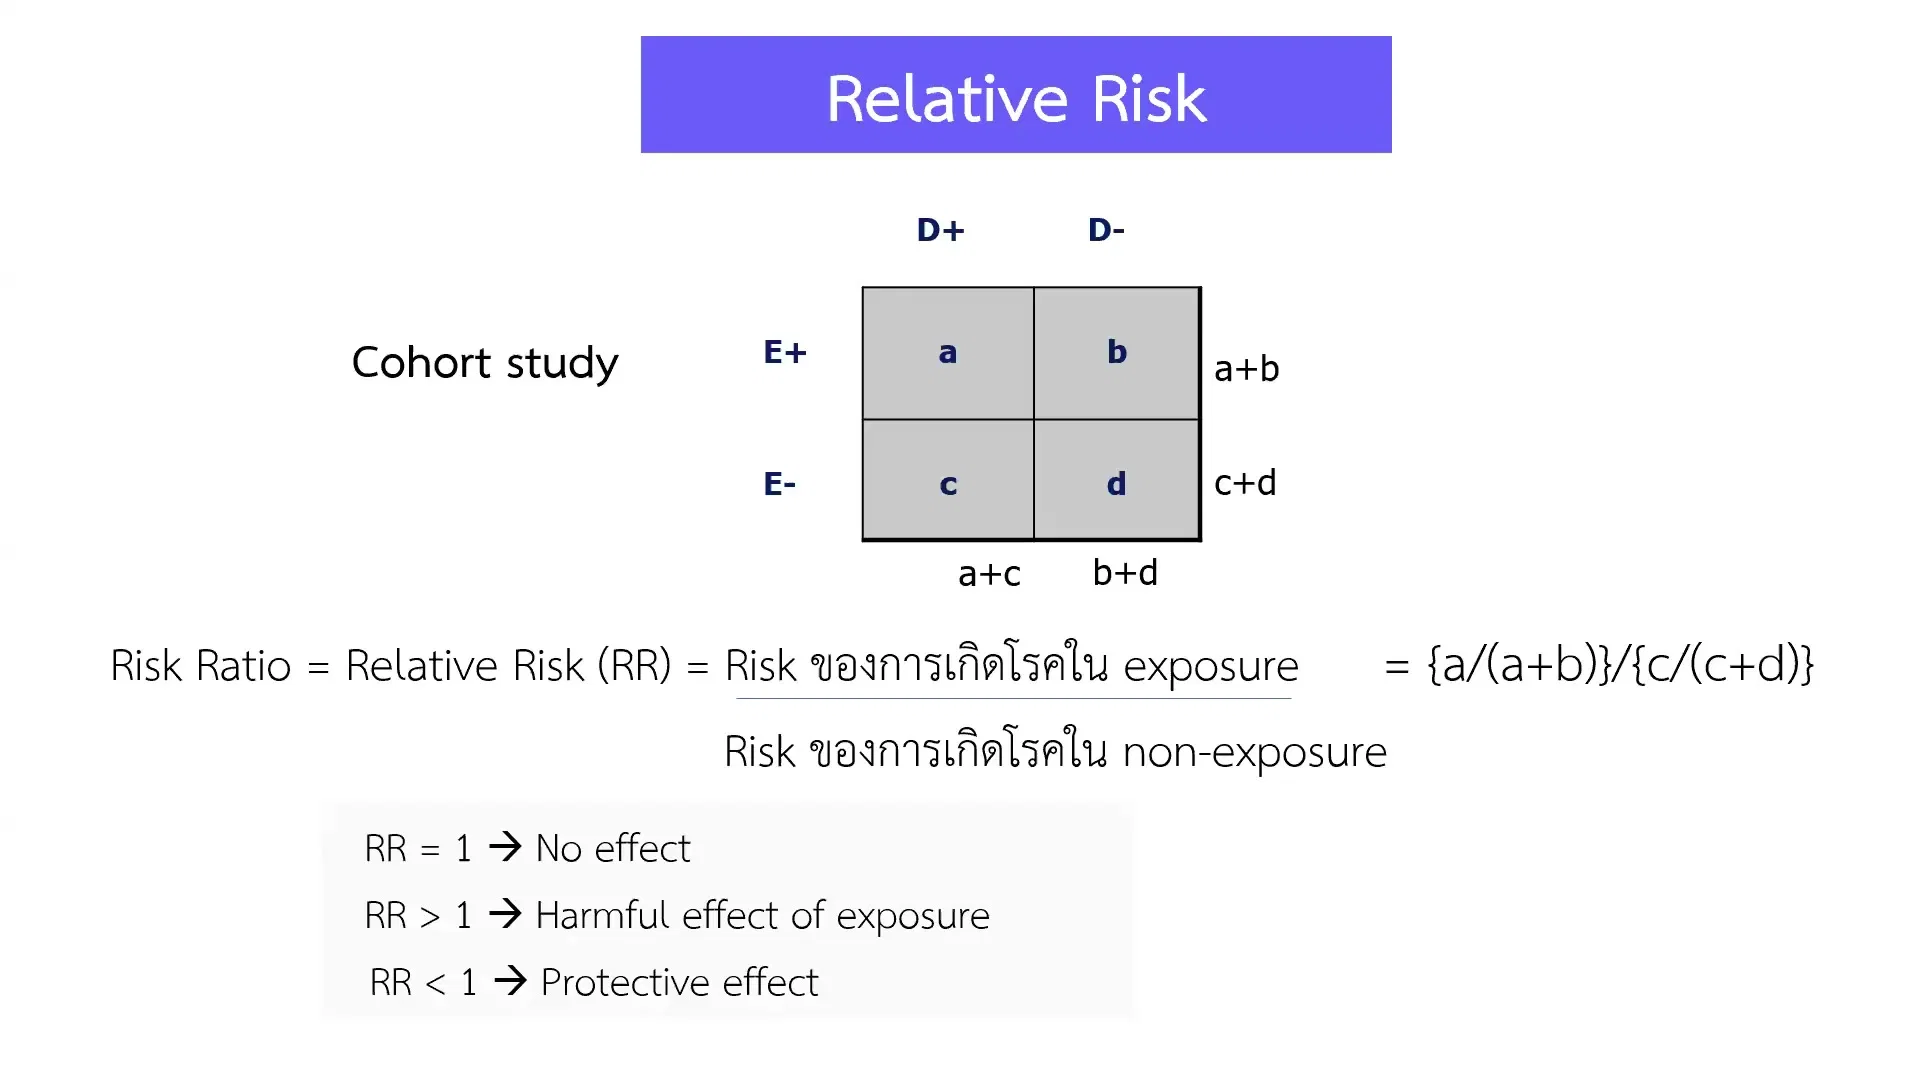 Relative Risk
D+ D-
Cohort study E+ a b a+b
E- c d c+d
a+c b+d
Risk Ratio = Relative Risk (RR) = Risk ของการเกิดโรคใน exposure = {a/(a+b)}/{c/(c+d)}
Risk ของการเกิดโรคใน non-exposure
RR = 1 → No effect
RR > 1 → Harmful effect of exposure
RR < 1 → Protective effect